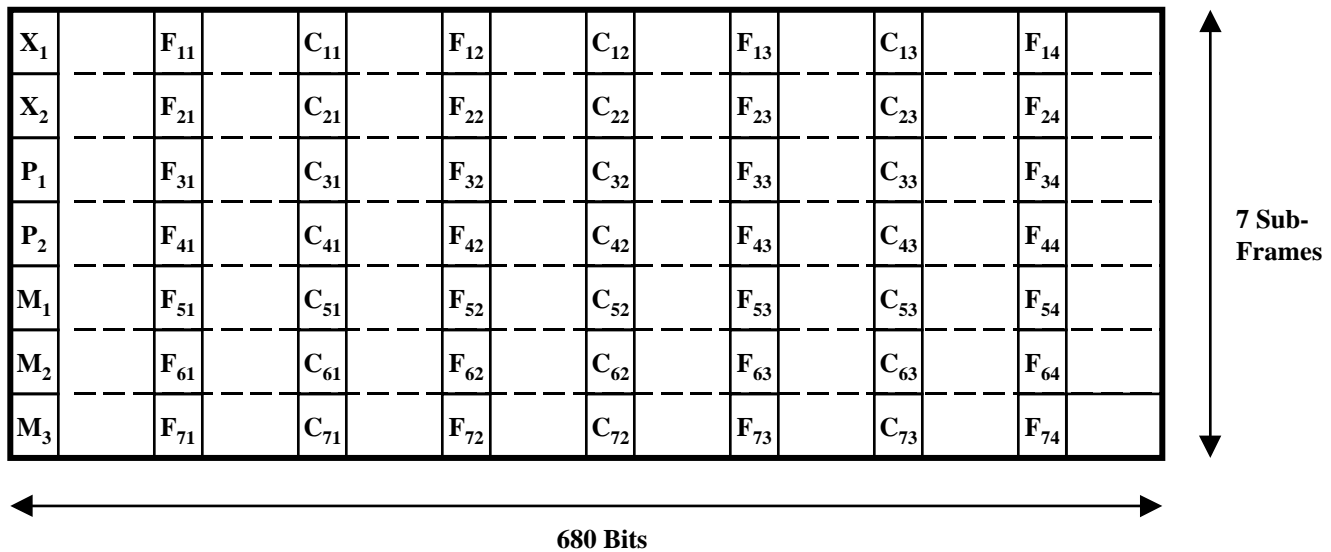 X₁ F₁₁ C₁₁ F₁₂ C₁₂ F₁₃ C₁₃ F₁₄
X₂ F₂₁ C₂₁ F₂₂ C₂₂ F₂₃ C₂₃ F₂₄
P₁ F₃₁ C₃₁ F₃₂ C₃₂ F₃₃ C₃₃ F₃₄
P₂ F₄₁ C₄₁ F₄₂ C₄₂ F₄₃ C₄₃ F₄₄
M₁ F₅₁ C₅₁ F₅₂ C₅₂ F₅₃ C₅₃ F₅₄
M₂ F₆₁ C₆₁ F₆₂ C₆₂ F₆₃ C₆₃ F₆₄
M₃ F₇₁ C₇₁ F₇₂ C₇₂ F₇₃ C₇₃ F₇₄
7 Sub-
Frames
680 Bits